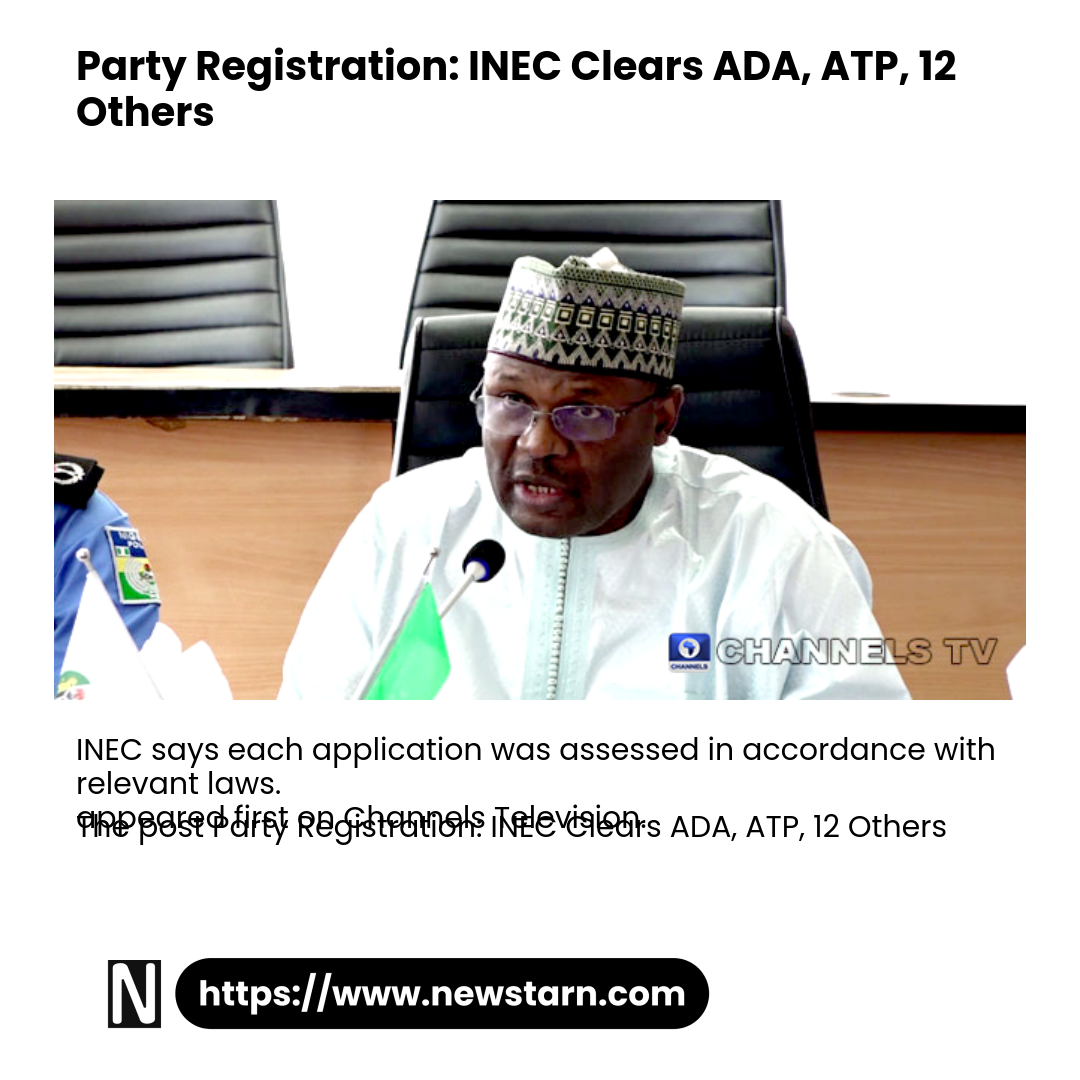 Party Registration: INEC Clears ADA, ATP, 12
Others
CHANNELS
CHANNELS TV
INEC says each application was assessed in accordance with
relevant laws.
appeared first on Channels Television.
The post Party Registration: INEC Clears ADA, ATP, 12 Others
N
https://www.newstarn.com